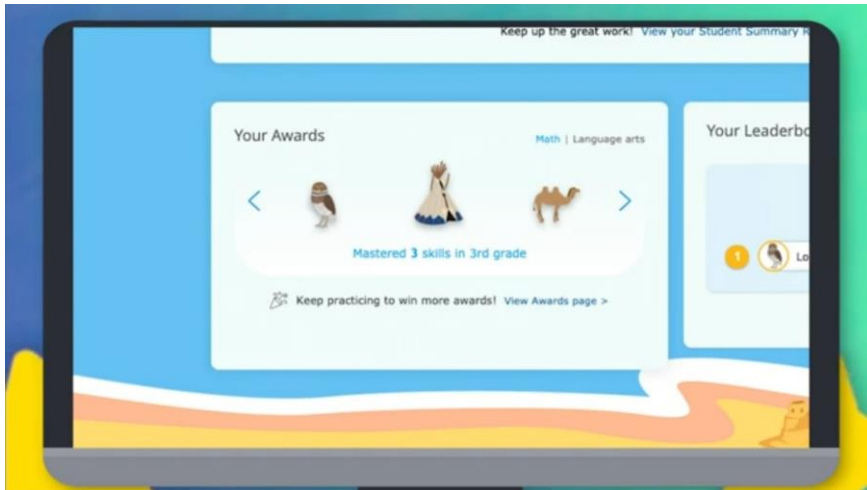 Keep up the great work! View your Student Summary R
Your Awards
Math | Language arts
Your Leaderbo
Mastered 3 skills in 3rd grade
1 Lo
Keep practicing to win more awards! View Awards page >